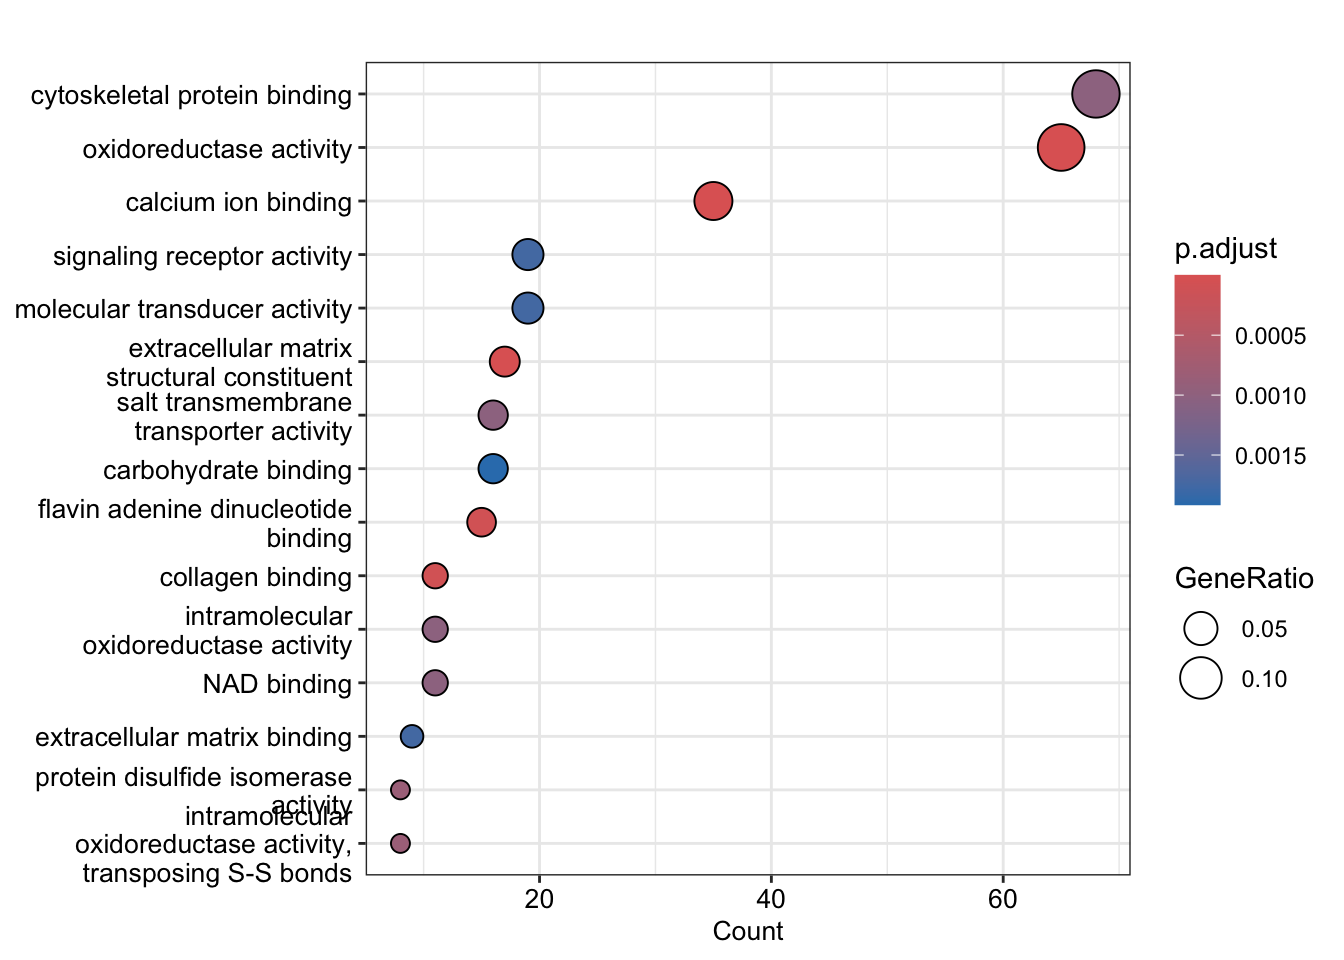 cytoskeletal protein binding
oxidoreductase activity
calcium ion binding
signaling receptor activity
molecular transducer activity
extracellular matrix
structural constituent
salt transmembrane
transporter activity
carbohydrate binding
flavin adenine dinucleotide
binding
collagen binding
intramolecular
oxidoreductase activity
NAD binding
extracellular matrix binding
protein disulfide isomerase
activity
intramolecular
oxidoreductase activity,
transposing S-S bonds
20
40
60
Count
p.adjust
0.0005
0.0010
0.0015
GeneRatio
0.05
0.10